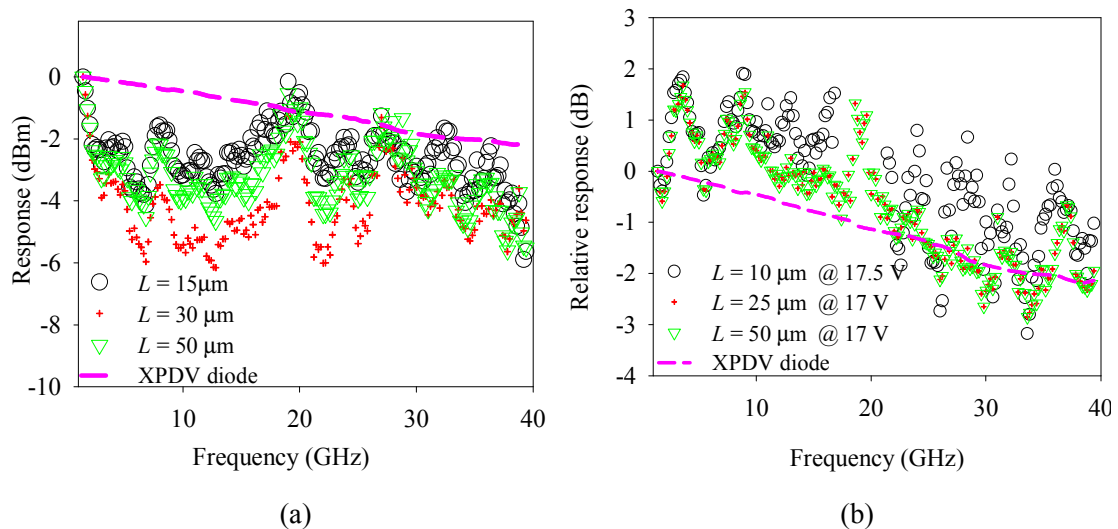 0
-2
-4
-6
-8
-10
Response (dBm)
L = 15μm
L = 30 μm
L = 50 μm
XPDV diode
10
20
30
40
Frequency (GHz)
(a)
3
2
1
0
-1
-2
-3
-4
Relative response (dB)
L = 10 μm @ 17.5 V
L = 25 μm @ 17 V
L = 50 μm @ 17 V
XPDV diode
10
20
30
40
Frequency (GHz)
(b)